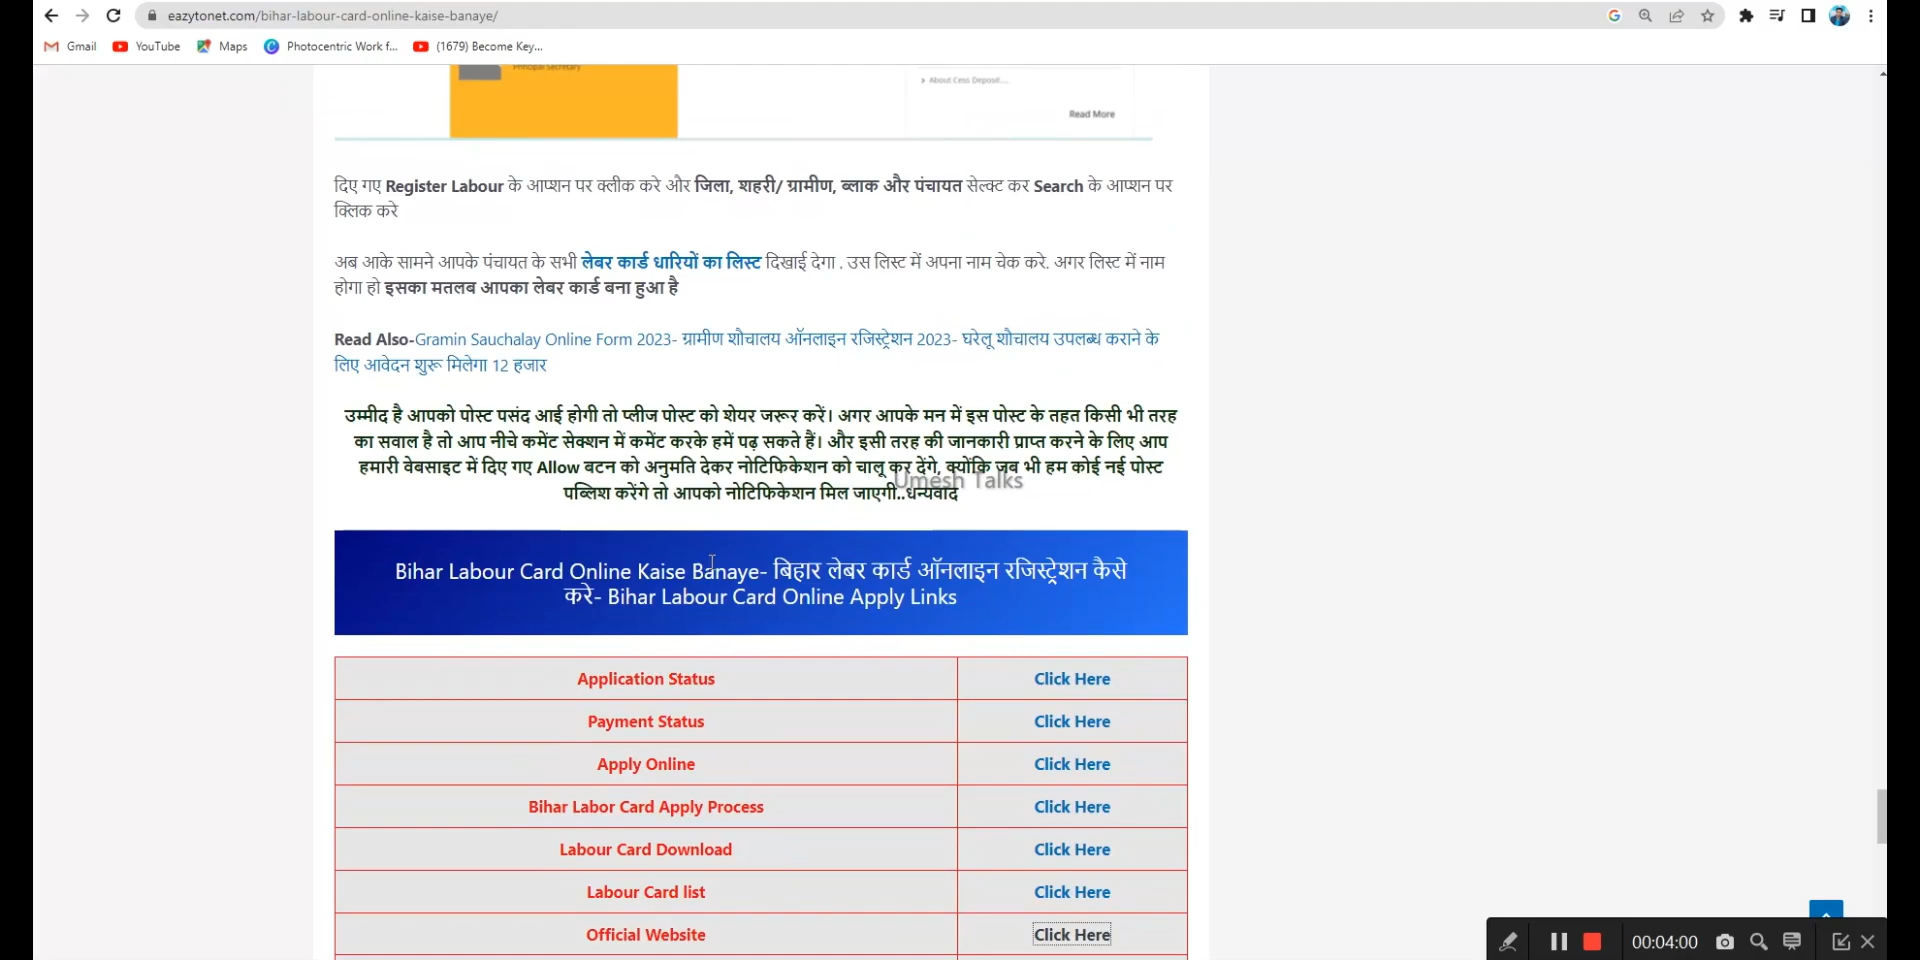 eazytonet.com/bihar-labour-card-online-kaise-banaye/
Gmail YouTube Maps Photocentric Work f... (1679) Become Key...
Principal Secretary
About Cess Deposit....
Read More
दिए गए Register Labour के आप्शन पर क्लीक करे और जिला, शहरी/ ग्रामीण, ब्लाक और पंचायत सेल्क्ट कर Search के आप्शन पर
क्लिक करे
अब आके सामने आपके पंचायत के सभी लेबर कार्ड धारियों का लिस्ट दिखाई देगा . उस लिस्ट में अपना नाम चेक करे. अगर लिस्ट में नाम
होगा हो इसका मतलब आपका लेबर कार्ड बना हुआ है
Read Also-Gramin Sauchalay Online Form 2023- ग्रामीण शौचालय ऑनलाइन रजिस्ट्रेशन 2023- घरेलू शौचालय उपलब्ध कराने के
लिए आवेदन शुरू मिलेगा 12 हजार
उम्मीद है आपको पोस्ट पसंद आई होगी तो प्लीज पोस्ट को शेयर जरूर करें। अगर आपके मन में इस पोस्ट के तहत किसी भी तरह
का सवाल है तो आप नीचे कमेंट सेक्शन में कमेंट करके हमें पढ़ सकते हैं। और इसी तरह की जानकारी प्राप्त करने के लिए आप
हमारी वेबसाइट में दिए गए Allow बटन को अनुमति देकर नोटिफिकेशन को चालू कर देंगे, क्योंकि जब भी हम कोई नई पोस्ट
Umesh Talks
पब्लिश करेंगे तो आपको नोटिफिकेशन मिल जाएगी..धन्यवाद
Bihar Labour Card Online Kaise Banaye- बिहार लेबर कार्ड ऑनलाइन रजिस्ट्रेशन कैसे
करे- Bihar Labour Card Online Apply Links
Application Status Click Here
Payment Status Click Here
Apply Online Click Here
Bihar Labor Card Apply Process Click Here
Labour Card Download Click Here
Labour Card list Click Here
Official Website Click Here
00:04:00